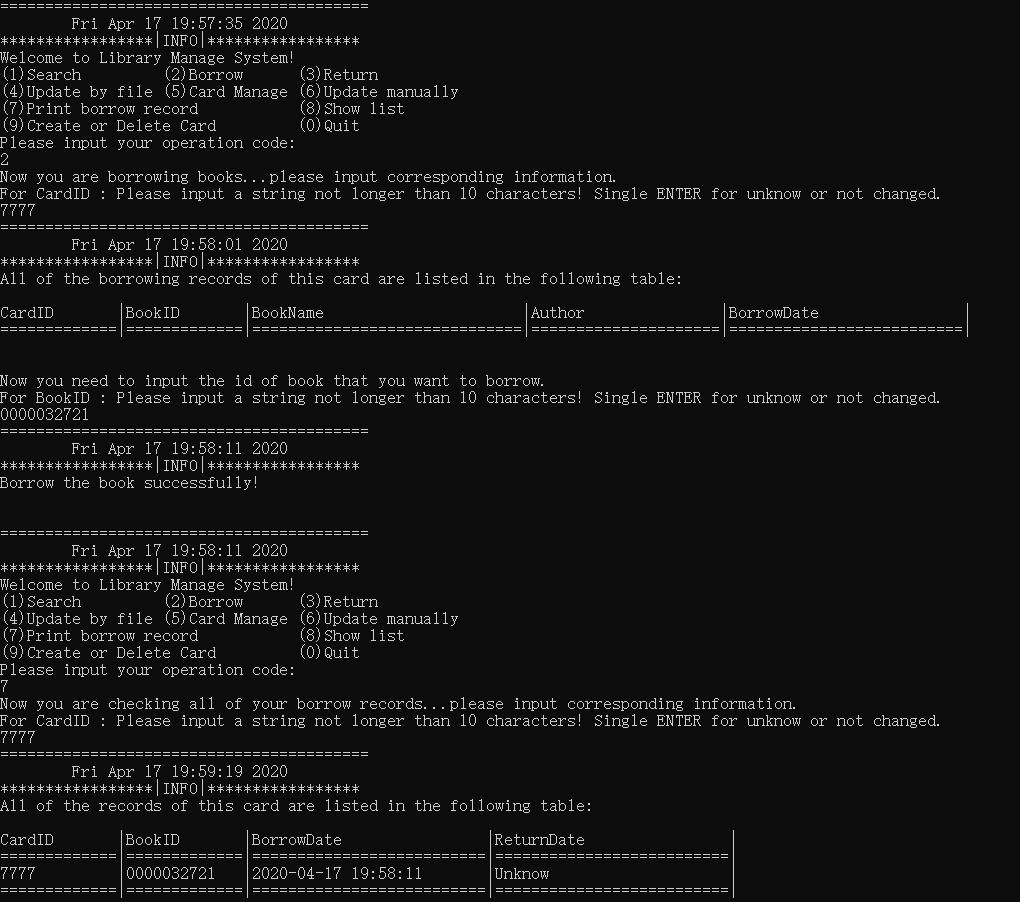 =========================================
        Fri Apr 17 19:57:35 2020
*****************|INFO|*****************
Welcome to Library Manage System!
(1)Search         (2)Borrow      (3)Return
(4)Update by file (5)Card Manage (6)Update manually
(7)Print borrow record           (8)Show list
(9)Create or Delete Card         (0)Quit
Please input your operation code:
2
Now you are borrowing books...please input corresponding information.
For CardID : Please input a string not longer than 10 characters! Single ENTER for unknow or not changed.
7777
=========================================
        Fri Apr 17 19:58:01 2020
*****************|INFO|*****************
All of the borrowing records of this card are listed in the following table:
CardID       |BookID       |BookName                      |Author               |BorrowDate                |
=============|=============|==============================|=====================|==========================|
Now you need to input the id of book that you want to borrow.
For BookID : Please input a string not longer than 10 characters! Single ENTER for unknow or not changed.
0000032721
=========================================
        Fri Apr 17 19:58:11 2020
*****************|INFO|*****************
Borrow the book successfully!
=========================================
        Fri Apr 17 19:58:11 2020
*****************|INFO|*****************
Welcome to Library Manage System!
(1)Search         (2)Borrow      (3)Return
(4)Update by file (5)Card Manage (6)Update manually
(7)Print borrow record           (8)Show list
(9)Create or Delete Card         (0)Quit
Please input your operation code:
7
Now you are checking all of your borrow records...please input corresponding information.
For CardID : Please input a string not longer than 10 characters! Single ENTER for unknow or not changed.
7777
=========================================
        Fri Apr 17 19:59:19 2020
*****************|INFO|*****************
All of the records of this card are listed in the following table:
CardID       |BookID       |BorrowDate                |ReturnDate                |
=============|=============|==========================|==========================|
7777         |0000032721   |2020-04-17 19:58:11       |Unknow                    |
=============|=============|==========================|==========================|